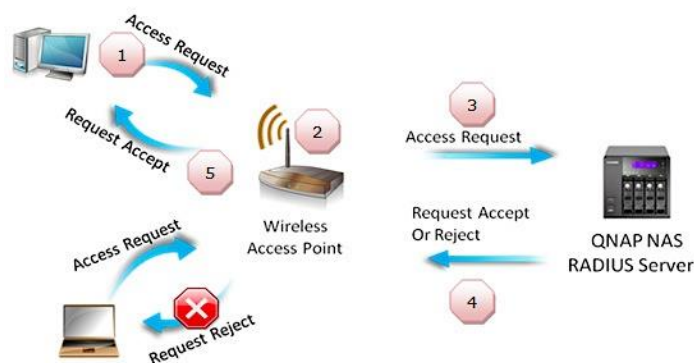 Access Request
1
Request Accept
5
2
Wireless
Access Point
3
Access Request
Request Accept
Or Reject
4
QNAP NAS
RADIUS Server
Access Request
Request Reject